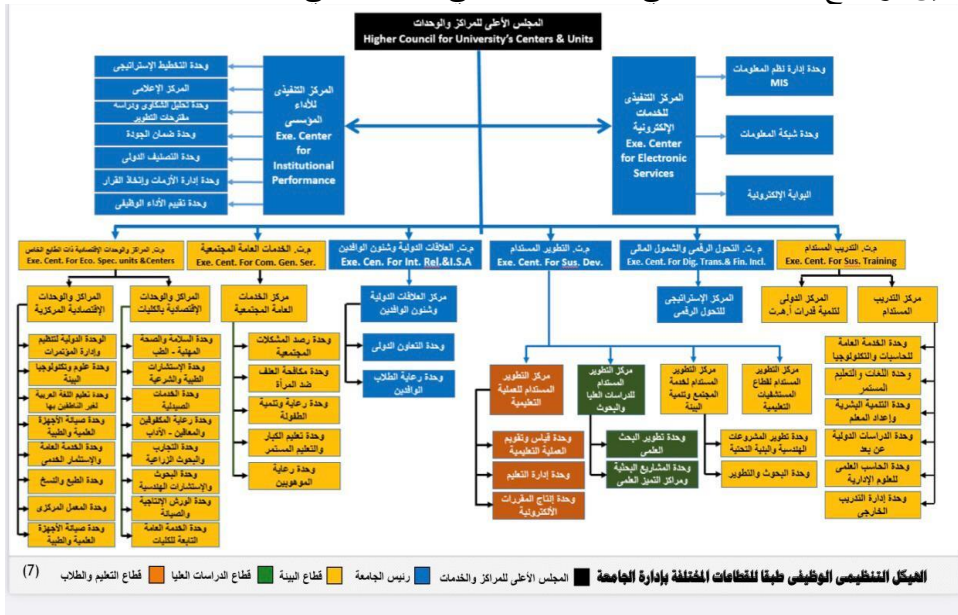 المجلس الأعلى للمراكز والوحدات
Higher Council for University's Centers & Units
وحدة التخطيط الإستراتيجى
المركز الإعلامى
وحدة تحليل الشكاوى ودراسة
مقترحات التطوير
وحدة ضمان الجودة
وحدة التصنيف الدولى
وحدة إدارة الأزمات وإتخاذ القرار
وحدة تقييم الأداء الوظيفى
المركز التنفيذى
للأداء
المؤسسى
Exe. Center
for
Institutional
Performance
المركز التنفيذى
للخدمات
الإلكترونية
Exe. Center
for Electronic
Services
وحدة إدارة نظم المعلومات
MIS
وحدة شبكة المعلومات
البوابة الإلكترونية
م.ت. التدريب المستدام
Exe. Cent. For Sus. Training
م.ت. التحول الرقمى والشمول المالى
Exe. Cent. For Dig. Trans.& Fin. Incl.
م.ت. التطوير المستدام
Exe. Cent. For Sus. Dev.
م.ت. العلاقات الدولية وشئون الوافدين
Exe. Cen. For Int. Rel.&I.S.A
م.ت. الخدمات العامة المجتمعية
Exe. Cent. For Com. Gen. Ser.
م.ت. المراكز والوحدات الإقتصادية ذات الطابع الخاص
Exe. Cent. For Eco. Spec. units &Centers
مركز التدريب
المستدام
المركز الدولى
لتنمية قدرات أ.هـ.ت
وحدة الخدمة العامة
للحاسبات والتكنولوجيا
وحدة اللغات والتعليم
المستمر
وحدة التنمية البشرية
وإعداد المعلم
وحدة الدراسات الدولية
عن بعد
وحدة الحاسب العلمى
للعلوم الإدارية
وحدة إدارة التدريب
الخارجى
المركز الإستراتيجى
للتحول الرقمى
مركز التطوير
المستدام لقطاع
المستشفيات
التعليمية
مركز التطوير
المستدام لخدمة
المجتمع وتنمية
البيئة
وحدة تطوير المشروعات
الهندسية والبنية التحتية
وحدة البحوث والتطوير
مركز التطوير
المستدام
للدراسات العليا
والبحوث
وحدة تطوير البحث
العلمى
وحدة المشاريع البحثية
ومراكز التميز العلمى
مركز التطوير
المستدام للعملية
التعليمية
وحدة قياس وتقويم
العملية التعليمية
وحدة إدارة التعليم
وحدة إنتاج المقررات
الألكترونية
مركز العلاقات الدولية
وشئون الوافدين
وحدة التعاون الدولى
وحدة رعاية الطلاب
الوافدين
مركز الخدمات
العامة المجتمعية
وحدة رصد المشكلات
المجتمعية
وحدة مكافحة العنف
ضد المرأة
وحدة رعاية وتنمية
الطفولة
وحدة تعليم الكبار
والتعليم المستمر
وحدة رعاية
الموهوبين
المراكز والوحدات
الإقتصادية بالكليات
وحدة السلامة والصحة
المهنية - الطب
وحدة الإستشارات
الطبية والشرعية
وحدة الخدمات
الصيدلية
وحدة رعاية المكفوفين
والمعاقين - الأداب
وحدة التجارب
والبحوث الزراعية
وحدة البحوث
والإستشارات الهندسية
وحدة الورش الإنتاجية
والصيانة
وحدة الخدمة العامة
التابعة للكليات
المراكز والوحدات
الإقتصادية المركزية
الوحدة الدولية لتنظيم
وإدارة المؤتمرات
وحدة علوم وتكنولوجيا
البيئة
وحدة تعليم اللغة العربية
لغير الناطقين بها
وحدة صيانة الأجهزة
العلمية والطبية
وحدة الخدمة العامة
والإستثمار الخدمى
وحدة الطبع والنسخ
وحدة المعمل المركزى
وحدة صيانة الأجهزة
العلمية والطبية
الهيكل التنظيمى الوظيفى طبقا للقطاعات المختلفة بإدارة الجامعة المجلس الأعلى للمراكز والخدمات رئيس الجامعة قطاع البيئة قطاع الدراسات العليا قطاع التعليم والطلاب (7)